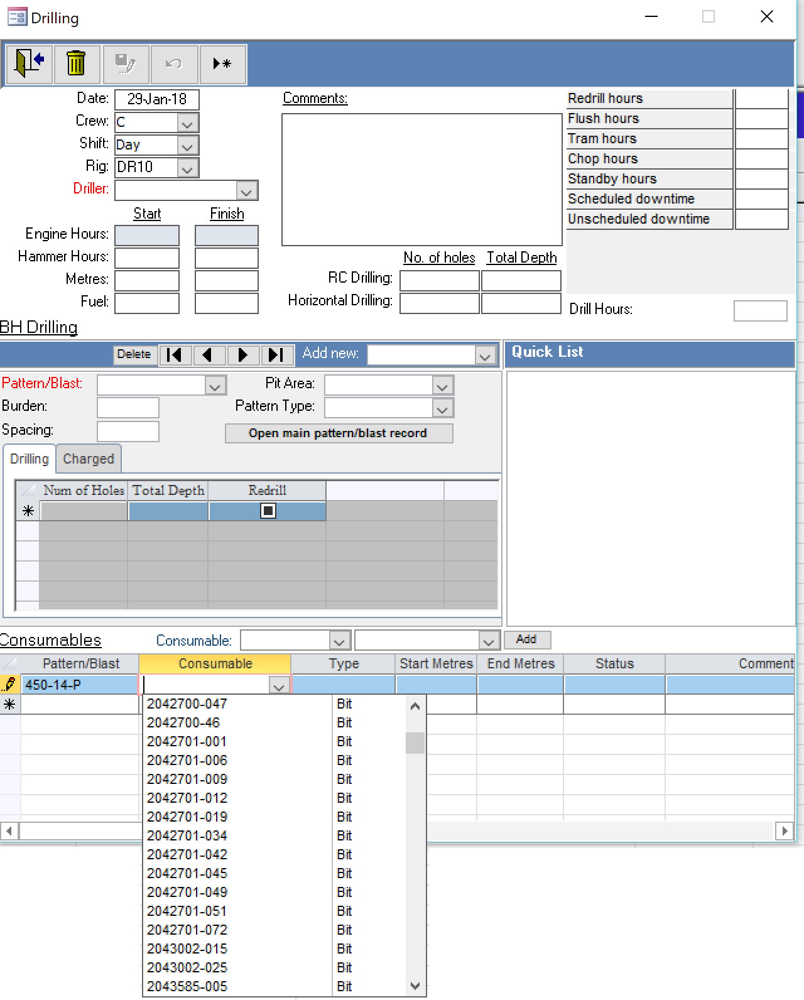 Drilling
Date: 29-Jan-18
Crew: C
Shift: Day
Rig: DR10
Driller:
Start Finish
Engine Hours:
Hammer Hours:
Metres:
Fuel:
Comments:
No. of holes Total Depth
RC Drilling:
Horizontal Drilling:
Redrill hours
Flush hours
Tram hours
Chop hours
Standby hours
Scheduled downtime
Unscheduled downtime
Drill Hours:
BH Drilling
Delete Add new:
Quick List
Pattern/Blast: Pit Area:
Burden: Pattern Type:
Spacing: Open main pattern/blast record
Drilling Charged
Num of Holes Total Depth Redrill
Consumables Consumable: Add
Pattern/Blast Consumable Type Start Metres End Metres Status Comment
450-14-P
2042700-047 Bit
2042700-46 Bit
2042701-001 Bit
2042701-006 Bit
2042701-009 Bit
2042701-012 Bit
2042701-019 Bit
2042701-034 Bit
2042701-042 Bit
2042701-045 Bit
2042701-049 Bit
2042701-051 Bit
2042701-072 Bit
2043002-015 Bit
2043002-025 Bit
2043585-005 Bit